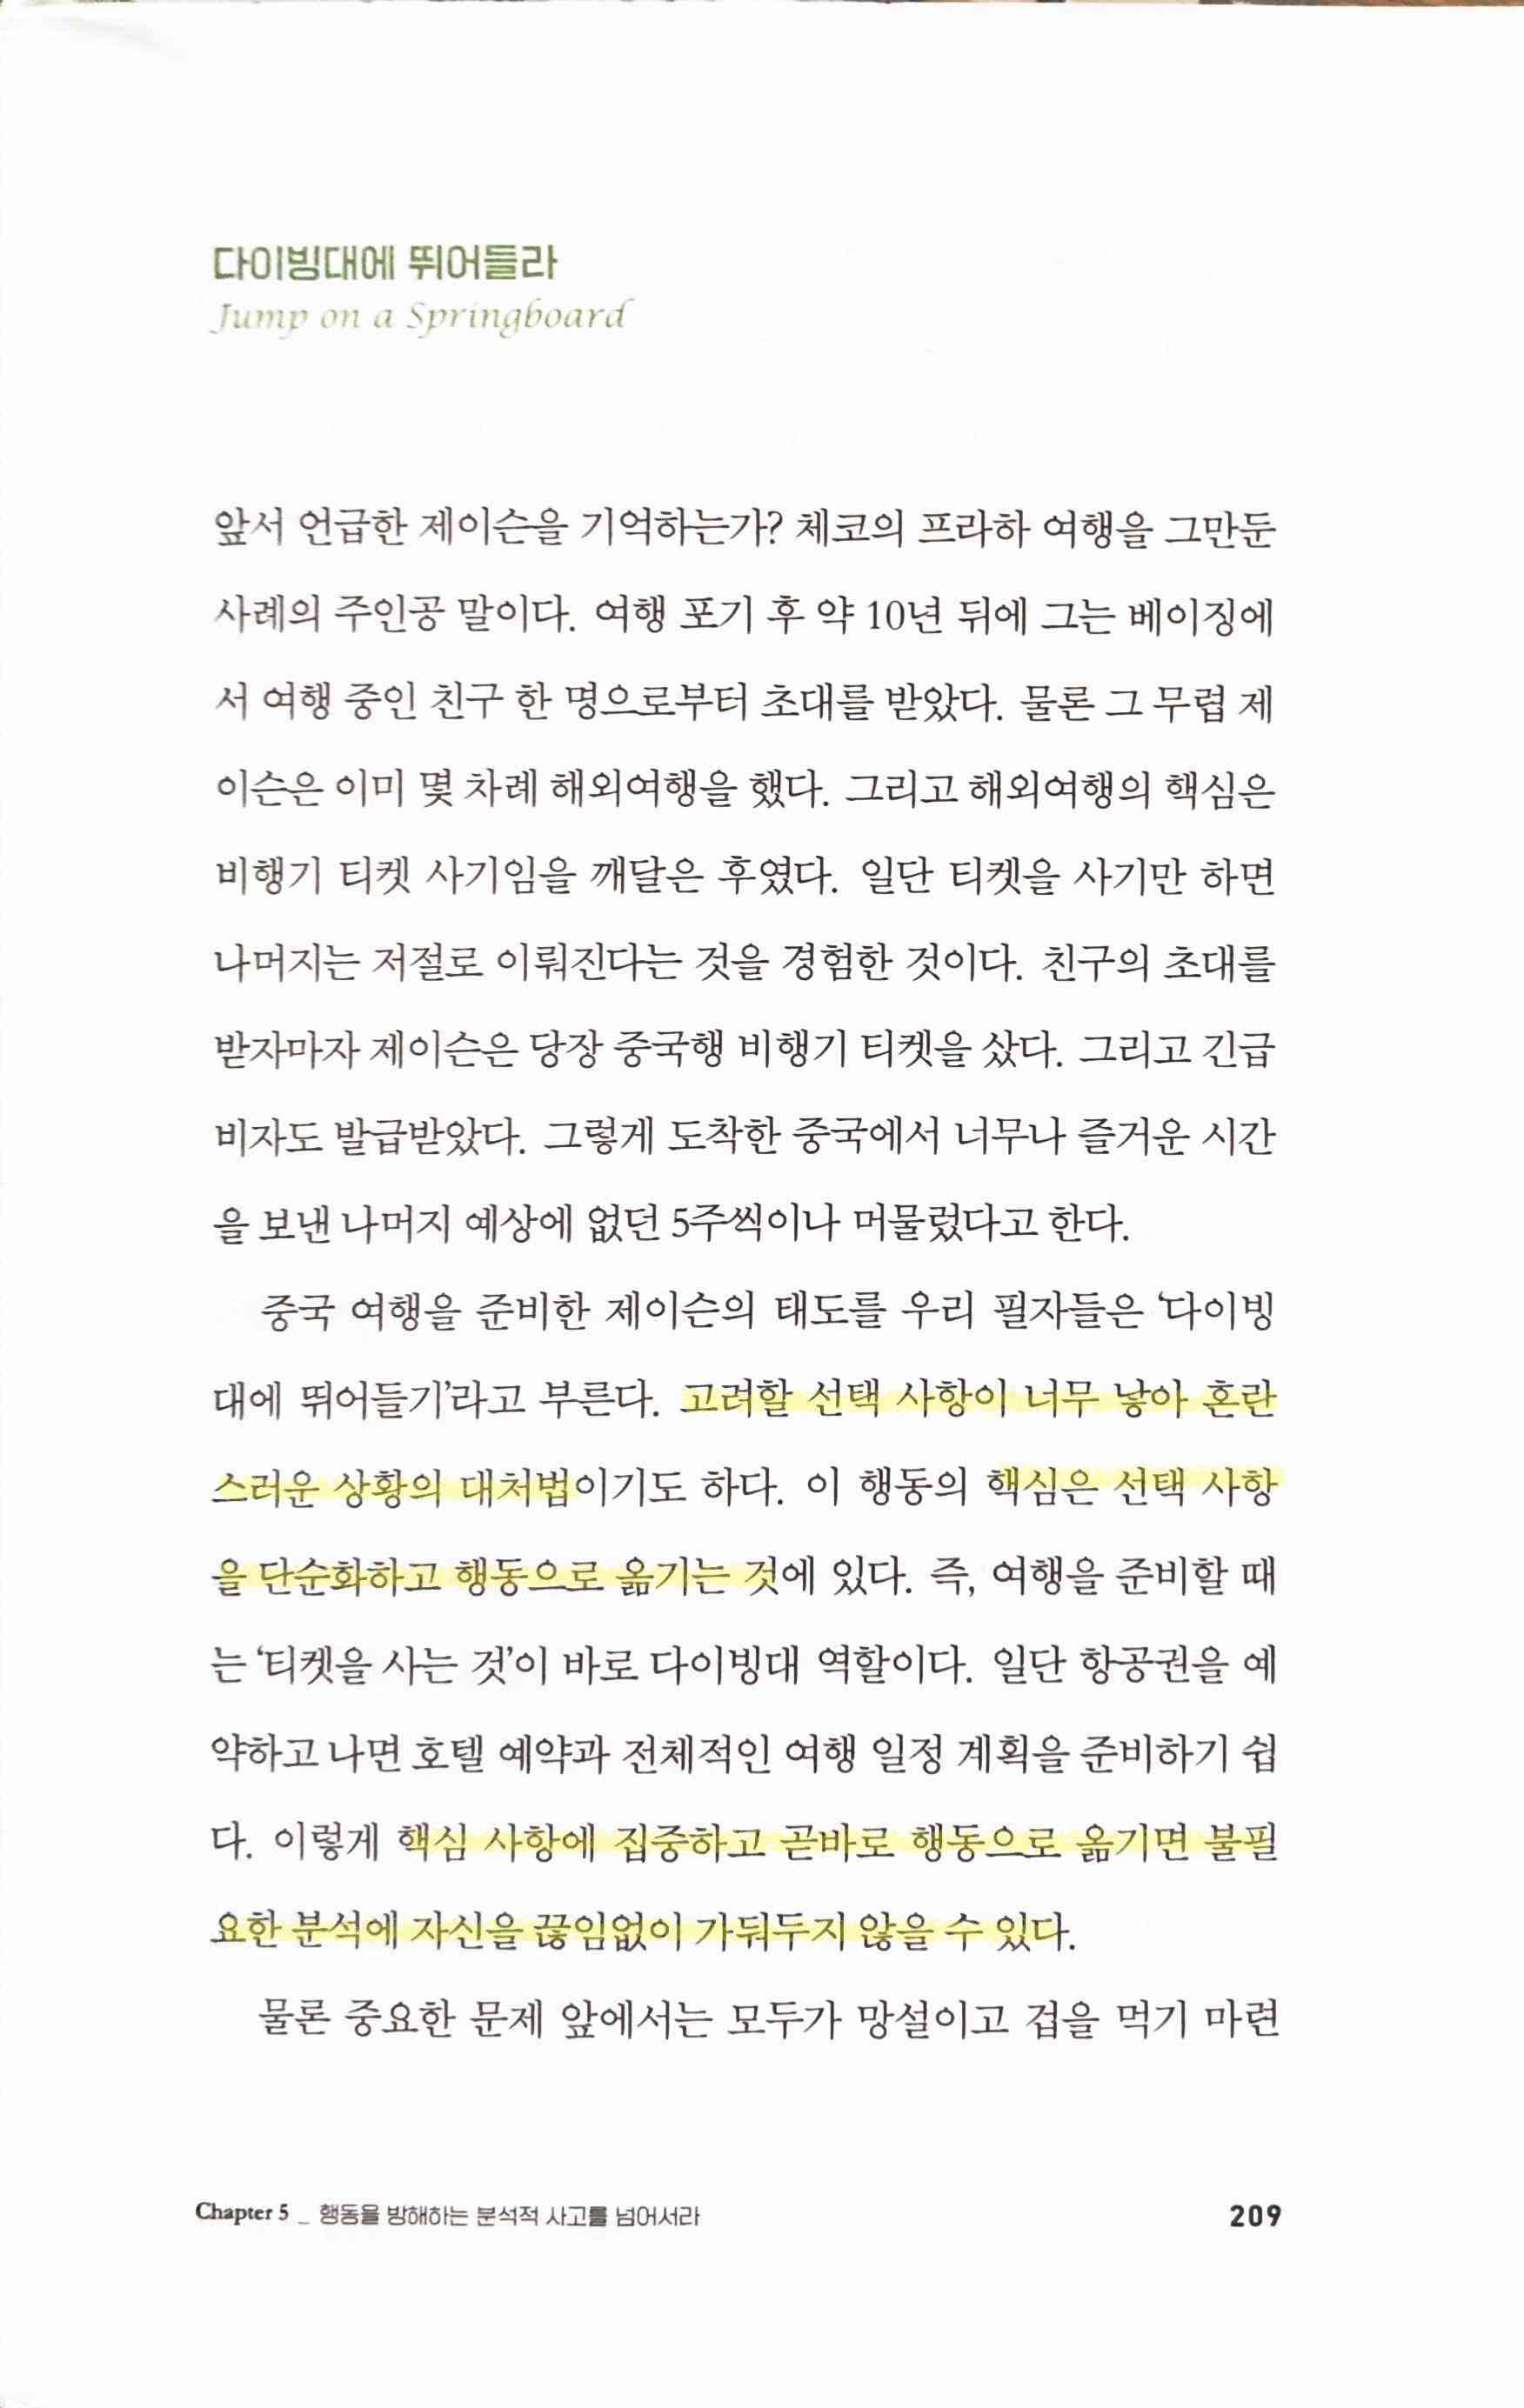 다이빙대에 뛰어들라
Jump on a Springboard
앞서 언급한 제이슨을 기억하는가? 체코의 프라하 여행을 그만둔
사례의 주인공 말이다. 여행 포기 후 약 10년 뒤에 그는 베이징에
서 여행 중인 친구 한 명으로부터 초대를 받았다. 물론 그 무렵 제
이슨은 이미 몇 차례 해외여행을 했다. 그리고 해외여행의 핵심은
비행기 티켓 사기임을 깨달은 후였다. 일단 티켓을 사기만 하면
나머지는 저절로 이뤄진다는 것을 경험한 것이다. 친구의 초대를
받자마자 제이슨은 당장 중국행 비행기 티켓을 샀다. 그리고 긴급
비자도 발급받았다. 그렇게 도착한 중국에서 너무나 즐거운 시간
을 보낸 나머지 예상에 없던 5주씩이나 머물렀다고 한다.
중국 여행을 준비한 제이슨의 태도를 우리 필자들은 ‘다이빙
대에 뛰어들기’라고 부른다. 고려할 선택 사항이 너무 낳아 혼란
스러운 상황의 대처법이기도 하다. 이 행동의 핵심은 선택 사항
을 단순화하고 행동으로 옮기는 것에 있다. 즉, 여행을 준비할 때
는 ‘티켓을 사는 것’이 바로 다이빙대 역할이다. 일단 항공권을 예
약하고 나면 호텔 예약과 전체적인 여행 일정 계획을 준비하기 쉽
다. 이렇게 핵심 사항에 집중하고 곧바로 행동으로 옮기면 불필
요한 분석에 자신을 끊임없이 가둬두지 않을 수 있다.
물론 중요한 문제 앞에서는 모두가 망설이고 겁을 먹기 마련
Chapter 5 _ 행동을 방해하는 분석적 사고를 넘어서라
209